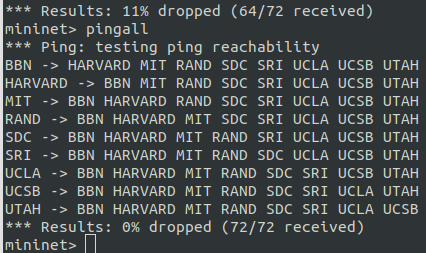 *** Results: 11% dropped (64/72 received)
mininet> pingall
*** Ping: testing ping reachability
BBN -> HARVARD MIT RAND SDC SRI UCLA UCSB UTAH
HARVARD -> BBN MIT RAND SDC SRI UCLA UCSB UTAH
MIT -> BBN HARVARD RAND SDC SRI UCLA UCSB UTAH
RAND -> BBN HARVARD MIT SDC SRI UCLA UCSB UTAH
SDC -> BBN HARVARD MIT RAND SRI UCLA UCSB UTAH
SRI -> BBN HARVARD MIT RAND SDC UCLA UCSB UTAH
UCLA -> BBN HARVARD MIT RAND SDC SRI UCSB UTAH
UCSB -> BBN HARVARD MIT RAND SDC SRI UCLA UTAH
UTAH -> BBN HARVARD MIT RAND SDC SRI UCLA UCSB
*** Results: 0% dropped (72/72 received)
mininet>